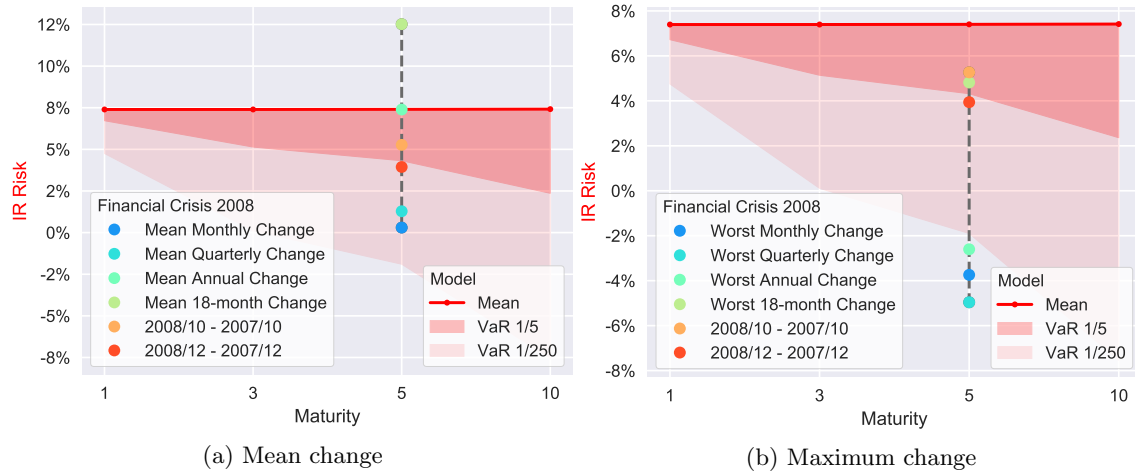 12%
10%
8%
5%
2%
0%
-2%
-5%
-8%
IR Risk
Financial Crisis 2008
Mean Monthly Change
Mean Quarterly Change
Mean Annual Change
Mean 18-month Change
2008/10 - 2007/10
2008/12 - 2007/12
Model
Mean
VaR 1/5
VaR 1/250
1 3 5 10
Maturity
(a) Mean change
8%
6%
4%
2%
0%
-2%
-4%
-6%
-8%
IR Risk
Financial Crisis 2008
Worst Monthly Change
Worst Quarterly Change
Worst Annual Change
Worst 18-month Change
2008/10 - 2007/10
2008/12 - 2007/12
Model
Mean
VaR 1/5
VaR 1/250
1 3 5 10
Maturity
(b) Maximum change